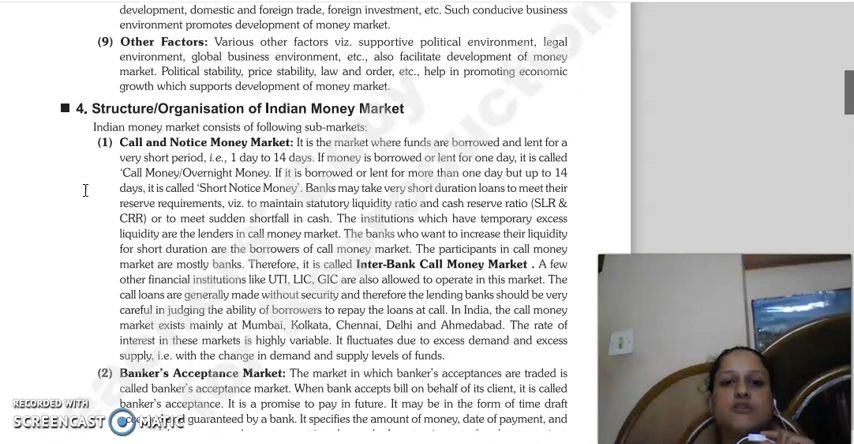 development, domestic and foreign trade, foreign investment, etc. Such conducive business
environment promotes development of money market.
(9) Other Factors: Various other factors viz. supportive political environment, legal
environment, global business environment, etc., also facilitate development of money
market. Political stability, price stability, law and order, etc., help in promoting economic
growth which supports development of money market.
4. Structure/Organisation of Indian Money Market
Indian money market consists of following sub-markets:
(1) Call and Notice Money Market: It is the market where funds are borrowed and lent for a
very short period, i.e., 1 day to 14 days. If money is borrowed or lent for one day, it is called
'Call Money/Overnight Money. If it is borrowed or lent for more than one day but up to 14
days, it is called 'Short Notice Money'. Banks may take very short duration loans to meet their
reserve requirements, viz. to maintain statutory liquidity ratio and cash reserve ratio (SLR &
CRR) or to meet sudden shortfall in cash. The institutions which have temporary excess
liquidity are the lenders in call money market. The banks who want to increase their liquidity
for short duration are the borrowers of call money market. The participants in call money
market are mostly banks. Therefore, it is called Inter-Bank Call Money Market . A few
other financial institutions like UTI, LIC, GIC are also allowed to operate in this market. The
call loans are generally made without security and therefore the lending banks should be very
careful in judging the ability of borrowers to repay the loans at call. In India, the call money
market exists mainly at Mumbai, Kolkata, Chennai, Delhi and Ahmedabad. The rate of
interest in these markets is highly variable. It fluctuates due to excess demand and excess
supply, i.e. with the change in demand and supply levels of funds.
(2) Banker's Acceptance Market: The market in which banker's acceptances are traded is
called banker's acceptance market. When bank accepts bill on behalf of its client, it is called
banker's acceptance. It is a promise to pay in future. It may be in the form of time draft
guaranteed by a bank. It specifies the amount of money, date of payment, and
RECORDED WITH
SCREENCAST MATIC